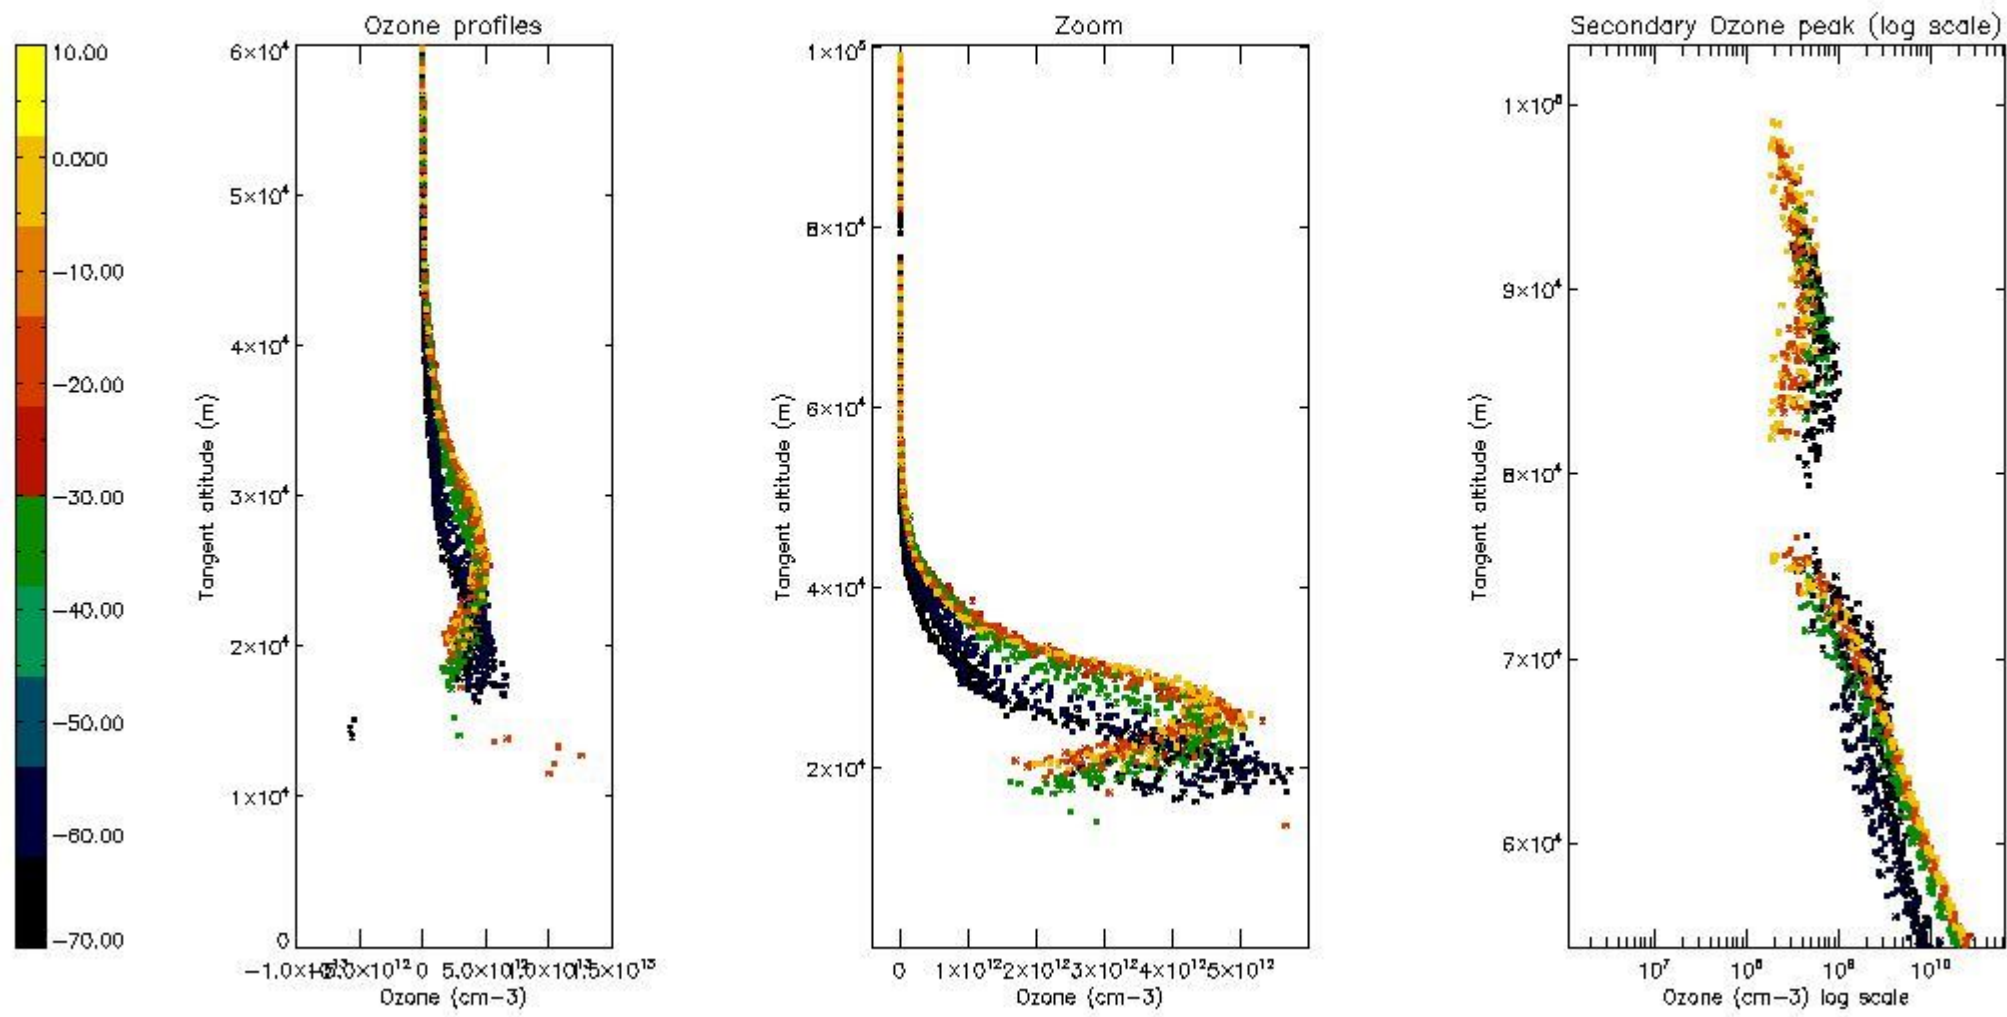 Ozone profiles
Zoom
Secondary Ozone peak (log scale)
10.00
0.000
−10.00
−20.00
−30.00
−40.00
−50.00
−60.00
−70.00
6×10⁴
5×10⁴
4×10⁴
3×10⁴
2×10⁴
1×10⁴
0
Tangent altitude (m)
0
Ozone (cm−3)
1×10⁵
8×10⁴
6×10⁴
4×10⁴
2×10⁴
Tangent altitude (m)
0 1×10¹² 2×10¹² 3×10¹² 4×10¹² 5×10¹²
Ozone (cm−3)
9×10⁴
8×10⁴
7×10⁴
6×10⁴
Tangent altitude (m)
10⁷ 10⁹ 10¹⁰
Ozone (cm−3) log scale